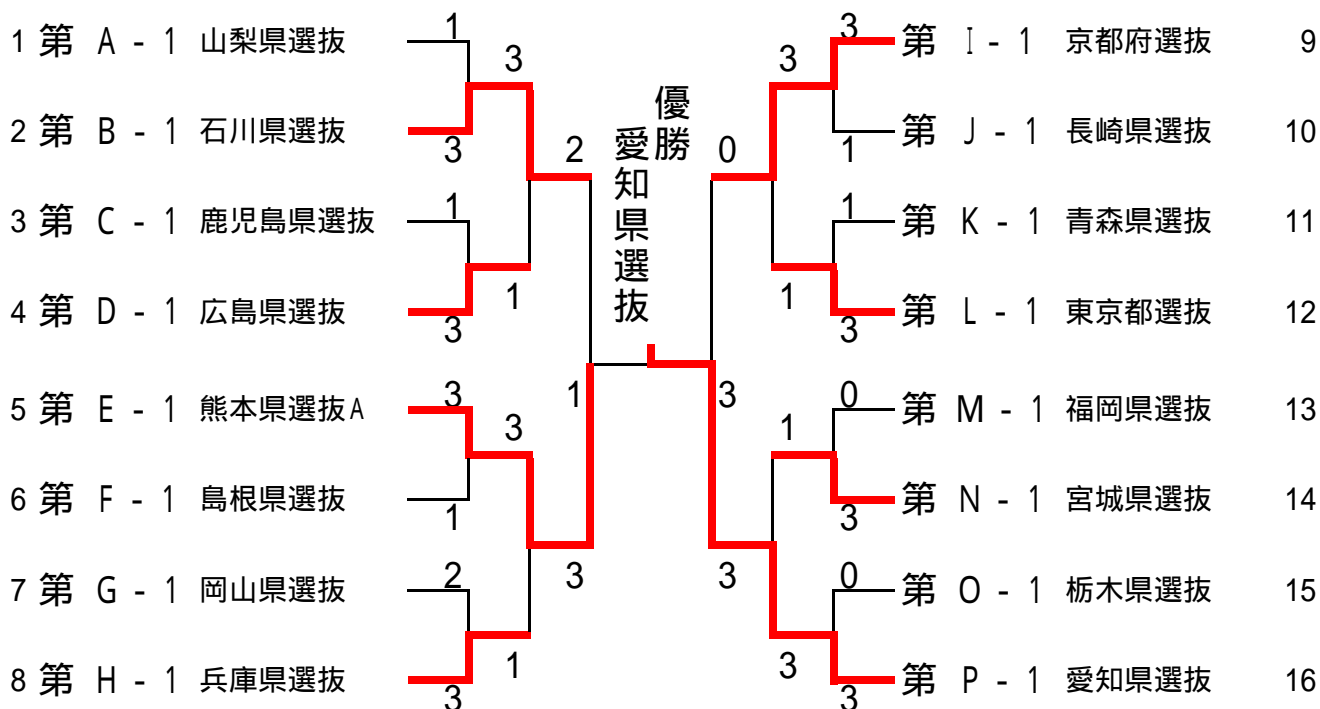 1 第 A - 1 山梨県選抜
1
3
2 第 B - 1 石川県選抜
3
2
3 第 C - 1 鹿児島県選抜
1
1
4 第 D - 1 広島県選抜
3
5 第 E - 1 熊本県選抜A
3
3
1
6 第 F - 1 島根県選抜
1
3
7 第 G - 1 岡山県選抜
2
1
8 第 H - 1 兵庫県選抜
3
優勝
愛知県選抜
3
第 I - 1 京都府選抜 9
3
0
第 J - 1 長崎県選抜 10
1
1
第 K - 1 青森県選抜 11
1
第 L - 1 東京都選抜 12
3
3
0
第 M - 1 福岡県選抜 13
1
第 N - 1 宮城県選抜 14
3
3
0
第 O - 1 栃木県選抜 15
3
第 P - 1 愛知県選抜 16
3